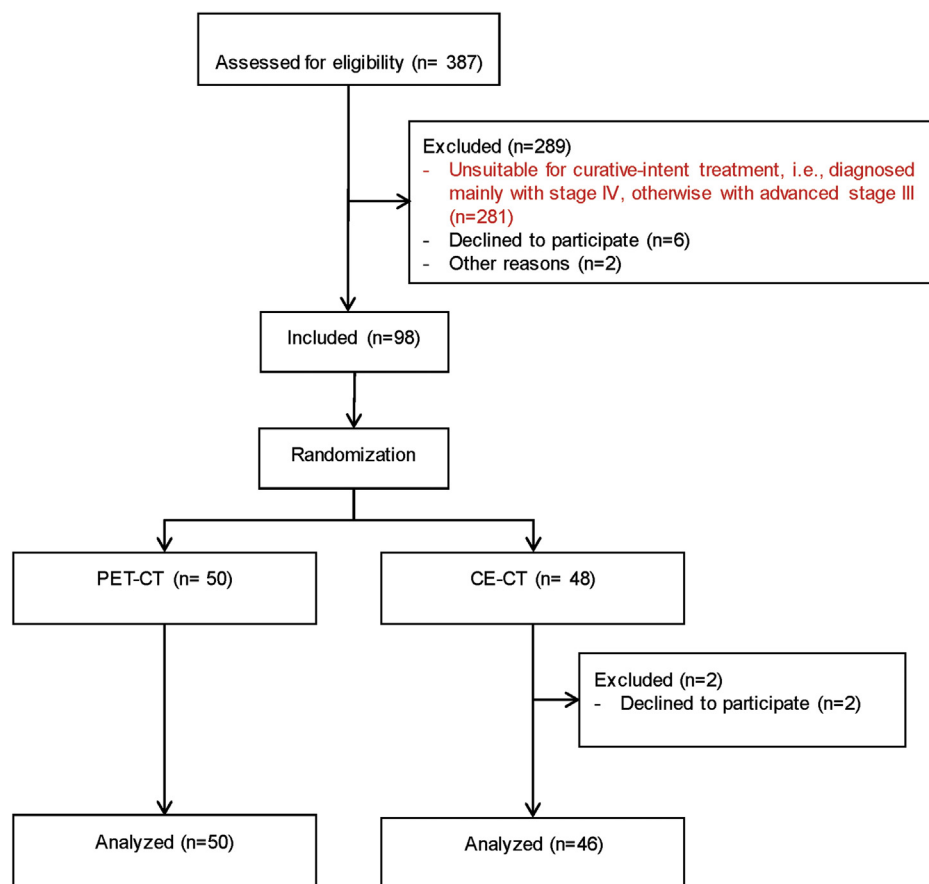 Assessed for eligibility (n= 387)
Excluded (n=289)
- Unsuitable for curative-intent treatment, i.e., diagnosed
mainly with stage IV, otherwise with advanced stage III
(n=281)
- Declined to participate (n=6)
- Other reasons (n=2)
Included (n=98)
Randomization
PET-CT (n= 50)
CE-CT (n= 48)
Excluded (n=2)
- Declined to participate (n=2)
Analyzed (n=50)
Analyzed (n=46)